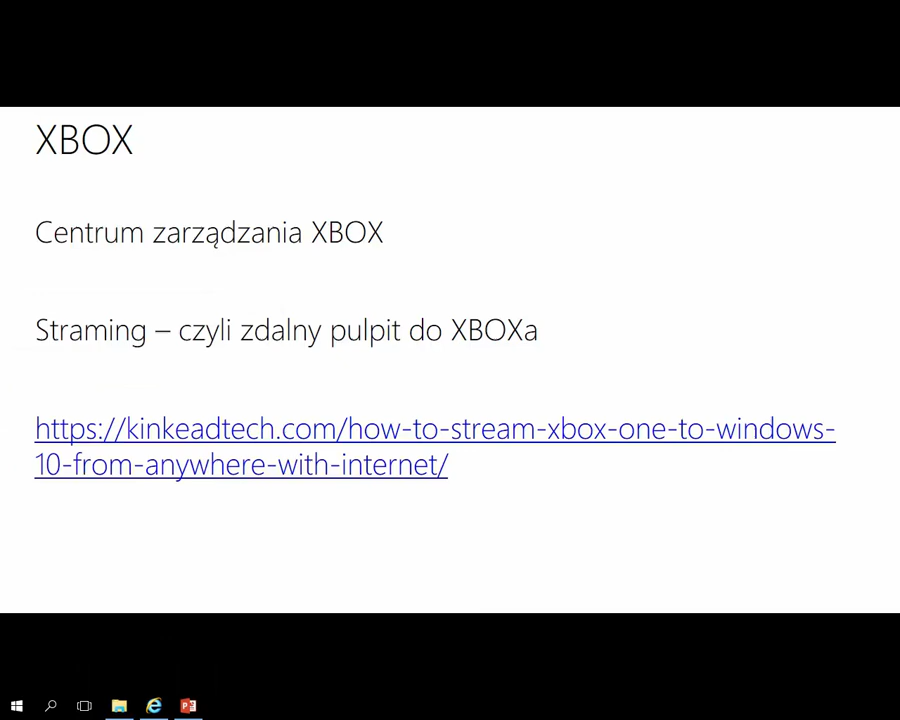 XBOX
Centrum zarządzania XBOX
Straming – czyli zdalny pulpit do XBOXa
https://kinkeadtech.com/how-to-stream-xbox-one-to-windows-
10-from-anywhere-with-internet/